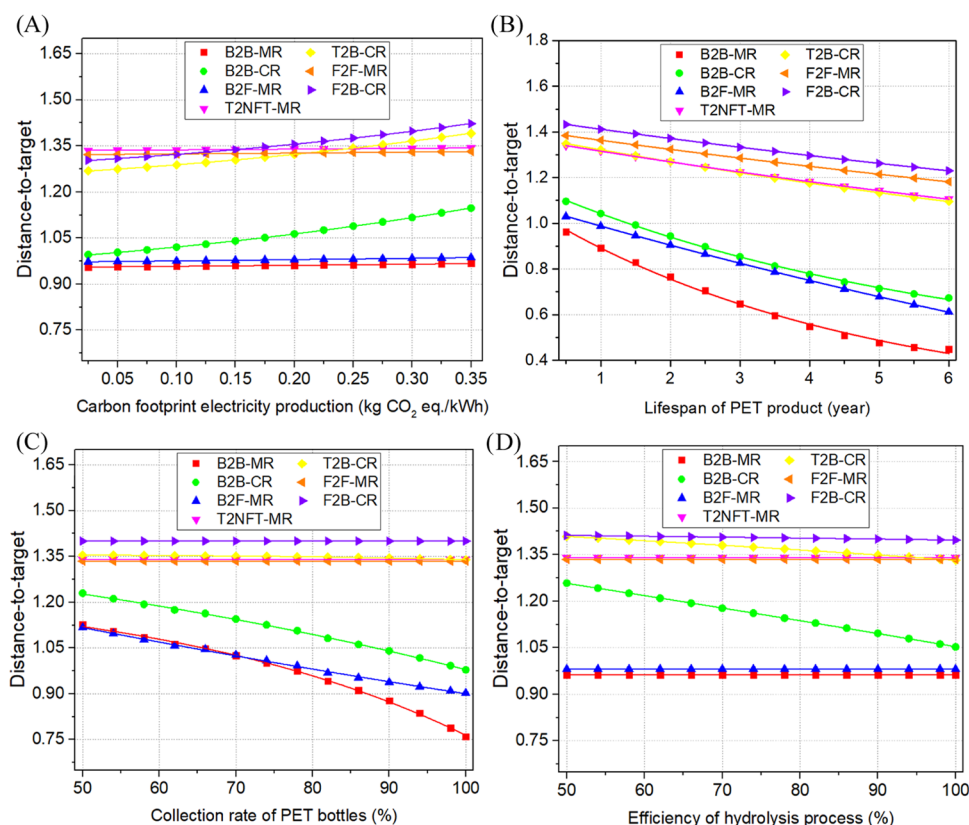 (A)
1.65
1.50
1.35
1.20
1.05
0.90
0.75
Distance-to-target
B2B-MR
B2B-CR
B2F-MR
T2NFT-MR
T2B-CR
F2F-MR
F2B-CR
0.05 0.10 0.15 0.20 0.25 0.30 0.35
Carbon footprint electricity production (kg CO2 eq./kWh)
(B)
1.8
1.6
1.4
1.2
1.0
0.8
0.6
0.4
Distance-to-target
B2B-MR
B2B-CR
B2F-MR
T2NFT-MR
T2B-CR
F2F-MR
F2B-CR
1 2 3 4 5 6
Lifespan of PET product (year)
(C)
1.65
1.50
1.35
1.20
1.05
0.90
0.75
Distance-to-target
B2B-MR
B2B-CR
B2F-MR
T2NFT-MR
T2B-CR
F2F-MR
F2B-CR
50 60 70 80 90 100
Collection rate of PET bottles (%)
(D)
1.65
1.50
1.35
1.20
1.05
0.90
0.75
Distance-to-target
B2B-MR
B2B-CR
B2F-MR
T2NFT-MR
T2B-CR
F2F-MR
F2B-CR
50 60 70 80 90 100
Efficiency of hydrolysis process (%)